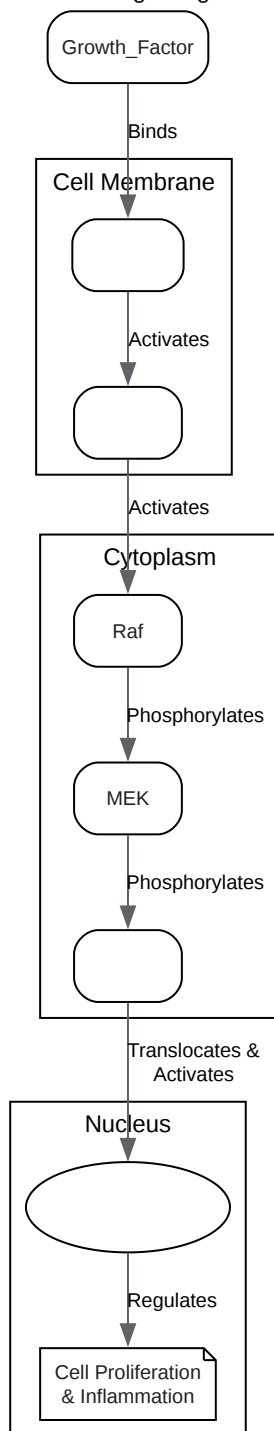 Growth_Factor
Binds
Cell Membrane
Activates
Activates
Cytoplasm
Raf
Phosphorylates
MEK
Phosphorylates
Translocates &
Activates
Nucleus
Regulates
Cell Proliferation
& Inflammation